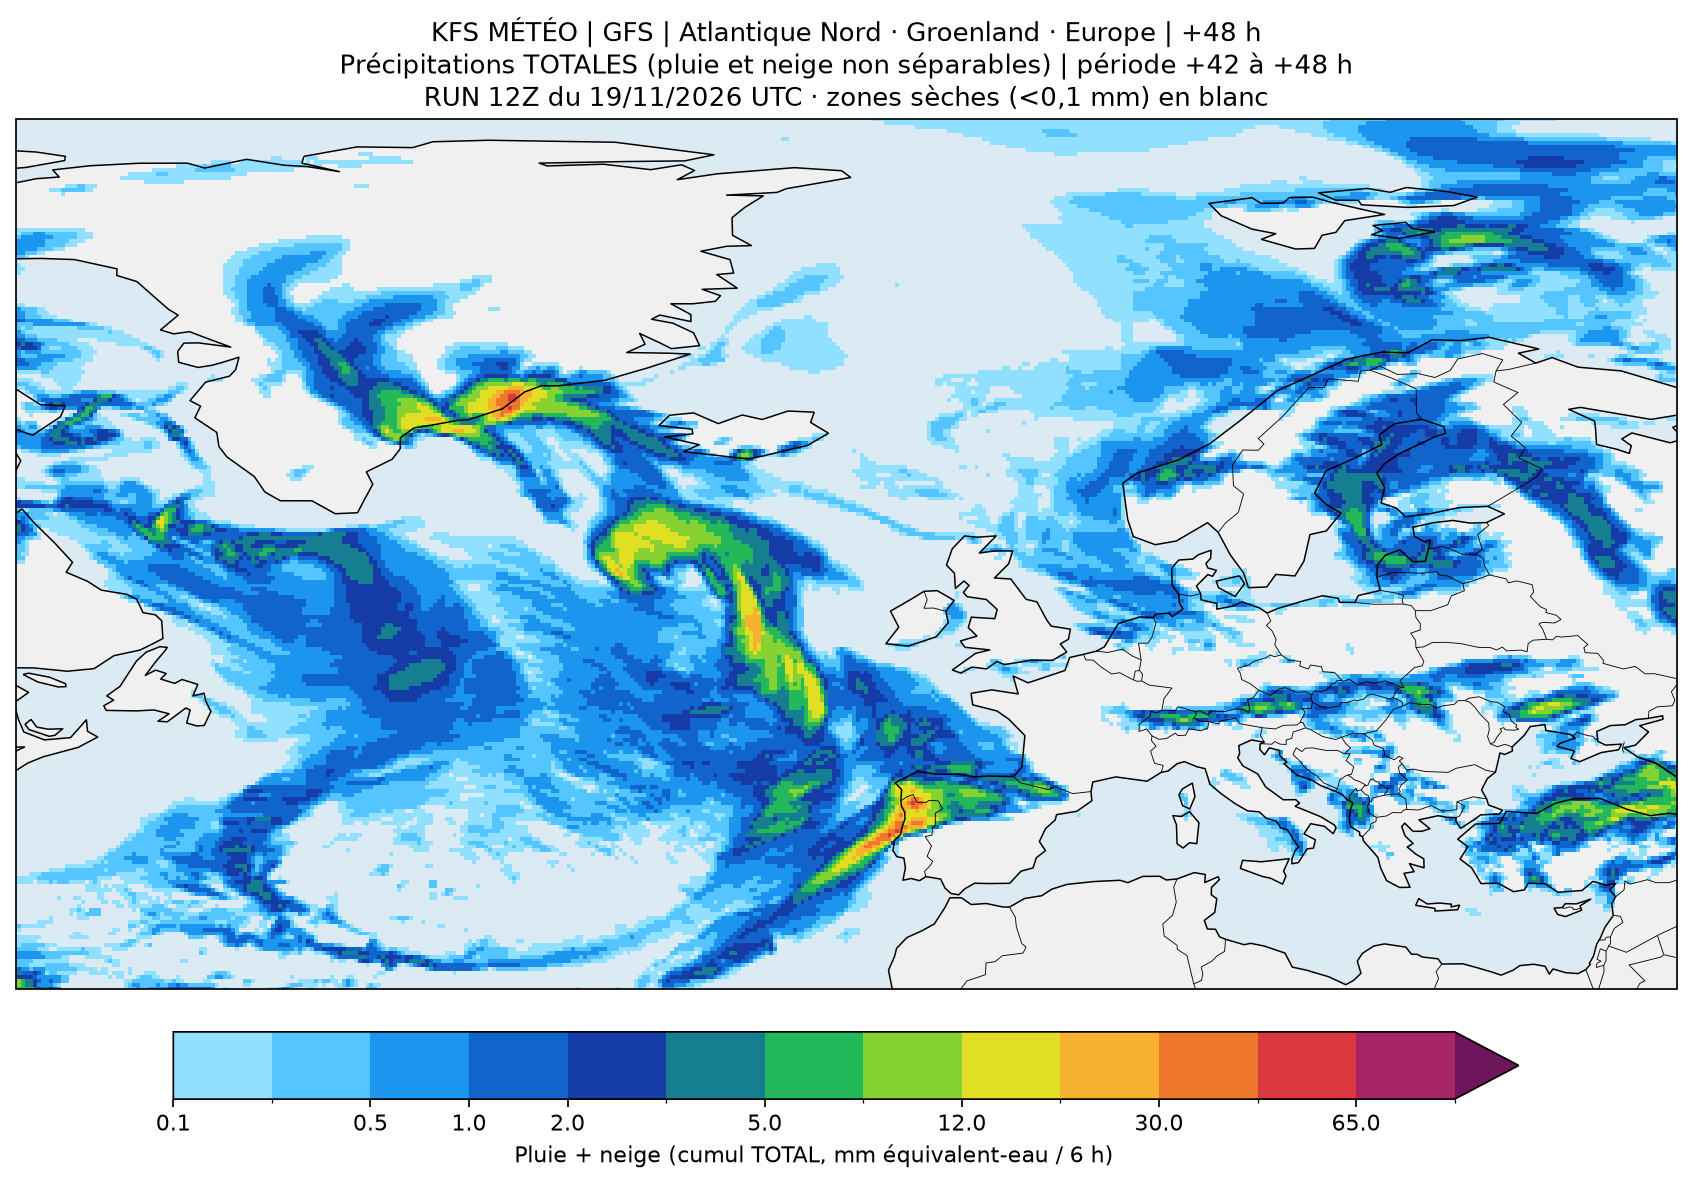 KFS MÉTÉO | GFS | Atlantique Nord · Groenland · Europe | +48 h
Précipitations TOTALES (pluie et neige non séparables) | période +42 à +48 h
RUN 12Z du 19/11/2026 UTC · zones sèches (<0,1 mm) en blanc
0.1 0.5 1.0 2.0 5.0 12.0 30.0 65.0
Pluie + neige (cumul TOTAL, mm équivalent-eau / 6 h)